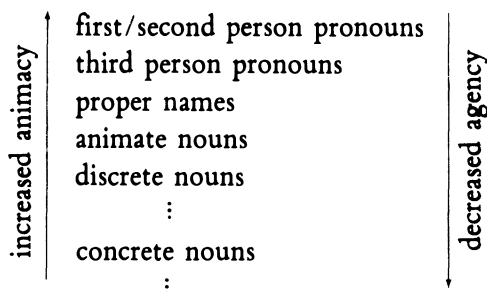 first/second person pronouns
third person pronouns
proper names
animate nouns
discrete nouns
⋮
concrete nouns
⋮
increased animacy
decreased agency